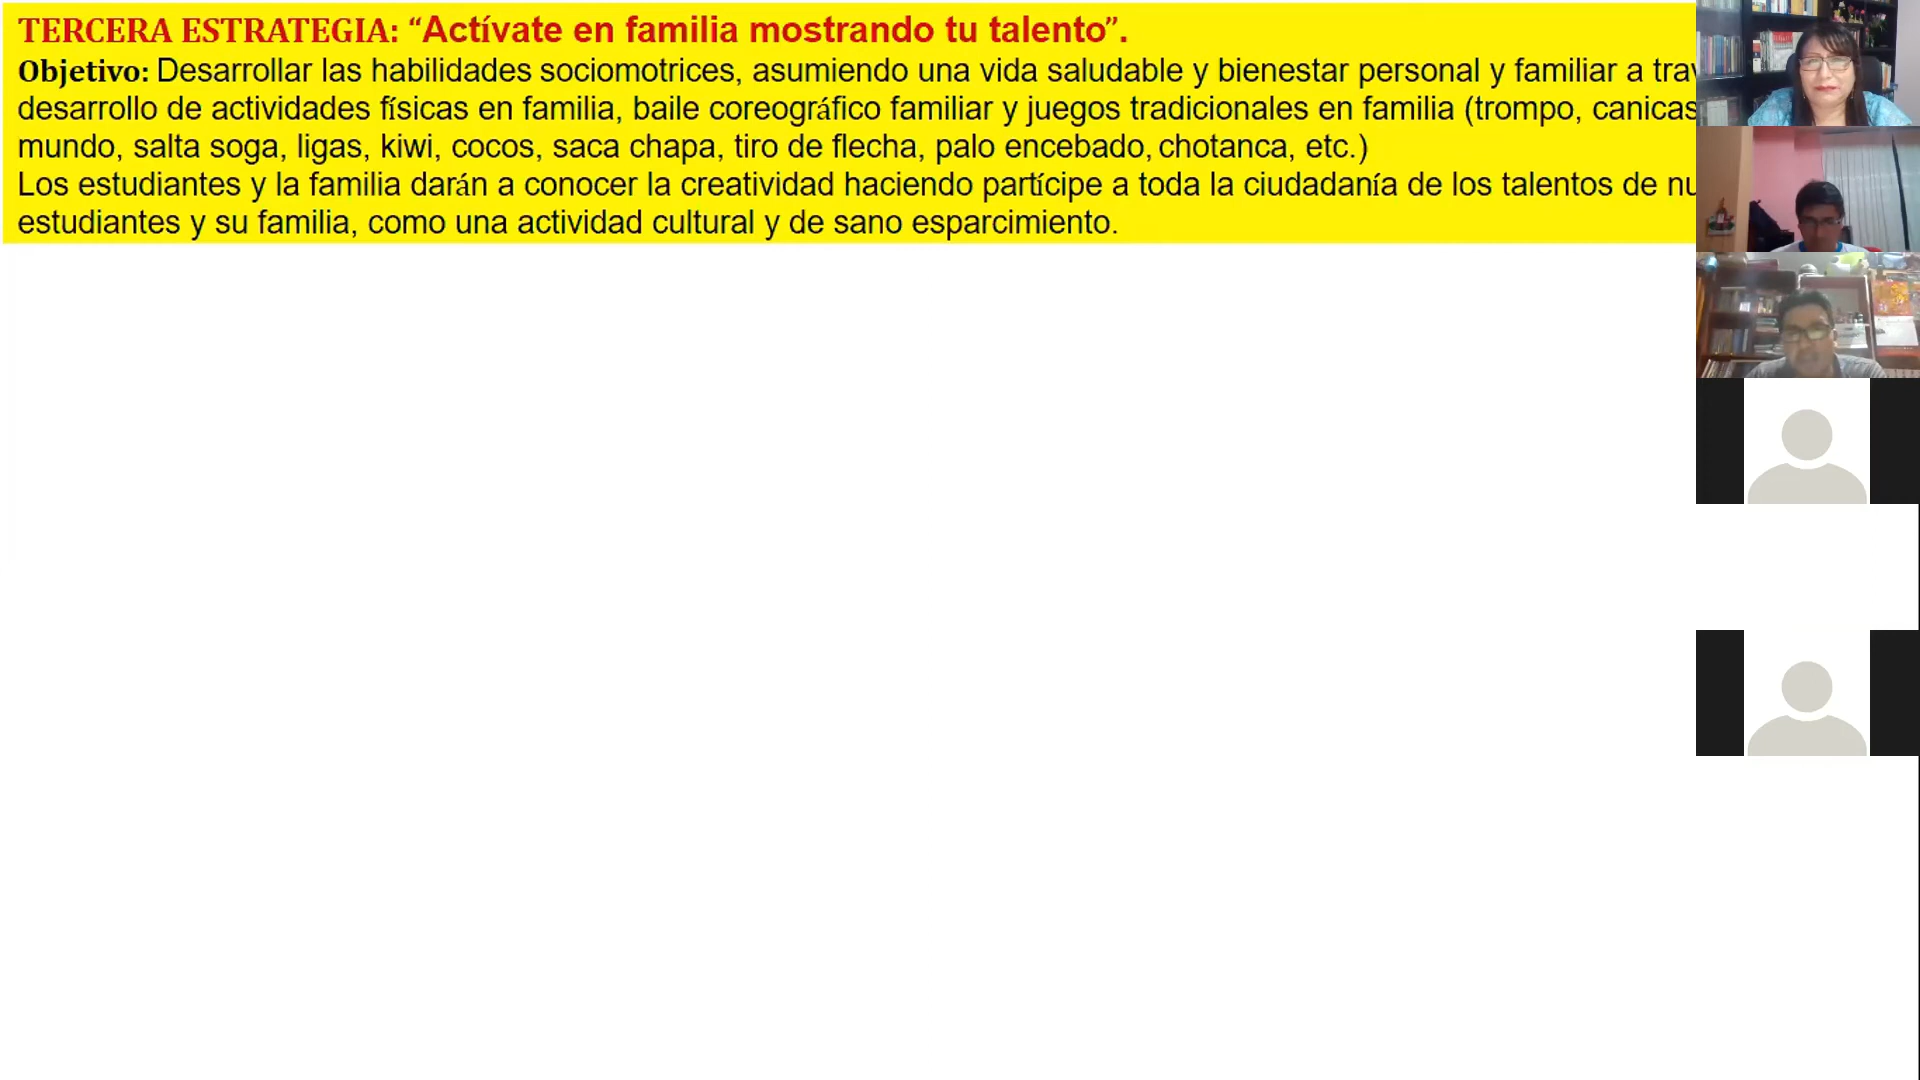 TERCERA ESTRATEGIA: “Actívate en familia mostrando tu talento”.
Objetivo: Desarrollar las habilidades sociomotrices, asumiendo una vida saludable y bienestar personal y familiar a
desarrollo de actividades físicas en familia, baile coreográfico familiar y juegos tradicionales en familia (trompo, canicas
mundo, salta soga, ligas, kiwi, cocos, saca chapa, tiro de flecha, palo encebado, chotanca, etc.)
Los estudiantes y la familia darán a conocer la creatividad haciendo partícipe a toda la ciudadanía de los talentos de
estudiantes y su familia, como una actividad cultural y de sano esparcimiento.